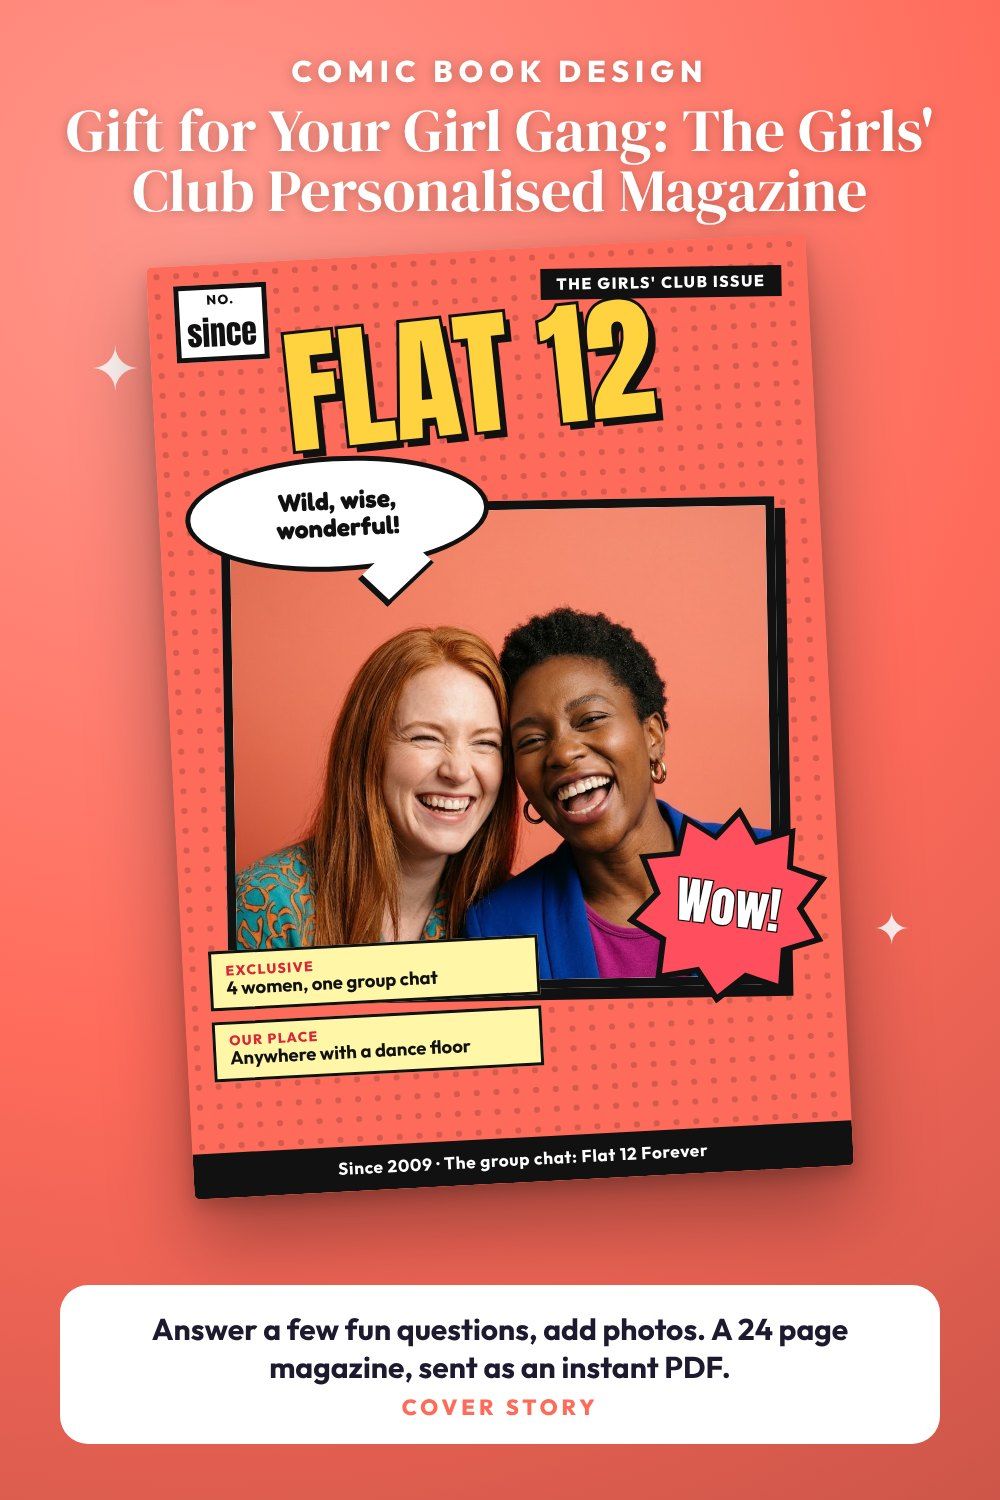 COMIC BOOK DESIGN
Gift for Your Girl Gang: The Girls'
Club Personalised Magazine
THE GIRLS' CLUB ISSUE
NO.
since
FLAT 12
Wild, wise,
wonderful!
Wow!
EXCLUSIVE
4 women, one group chat
OUR PLACE
Anywhere with a dance floor
Since 2009 · The group chat: Flat 12 Forever
Answer a few fun questions, add photos. A 24 page
magazine, sent as an instant PDF.
COVER STORY